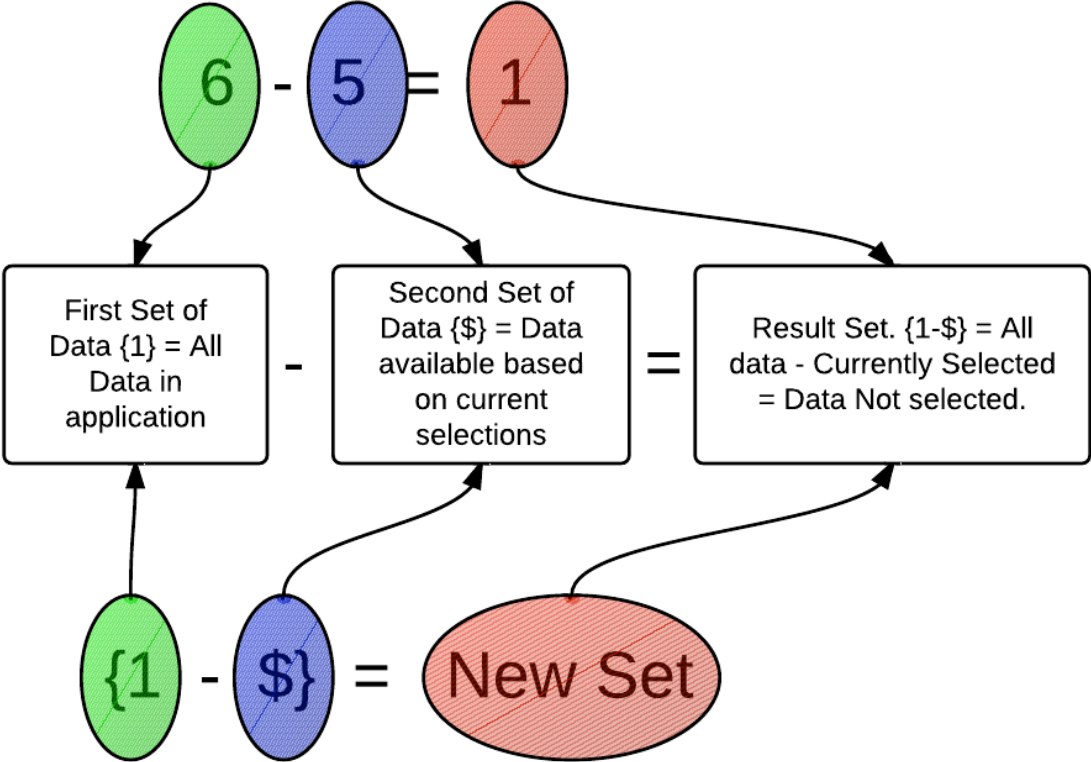 6 - 5 = 1
First Set of
Data {1} = All
Data in
application
-
Second Set of
Data {$} = Data
available based
on current
selections
=
Result Set. {1-$} = All
data - Currently Selected
= Data Not selected.
{1 - $} = New Set